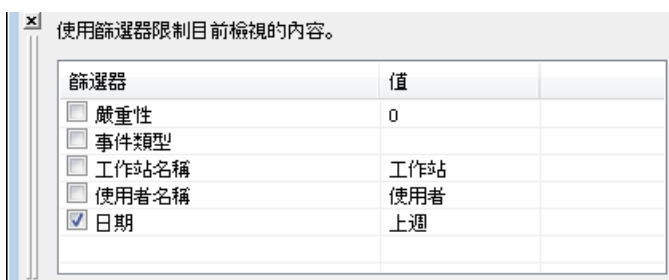 使用篩選器限制目前檢視的內容。
篩選器 值
嚴重性 0
事件類型
工作站名稱 工作站
使用者名稱 使用者
日期 上週